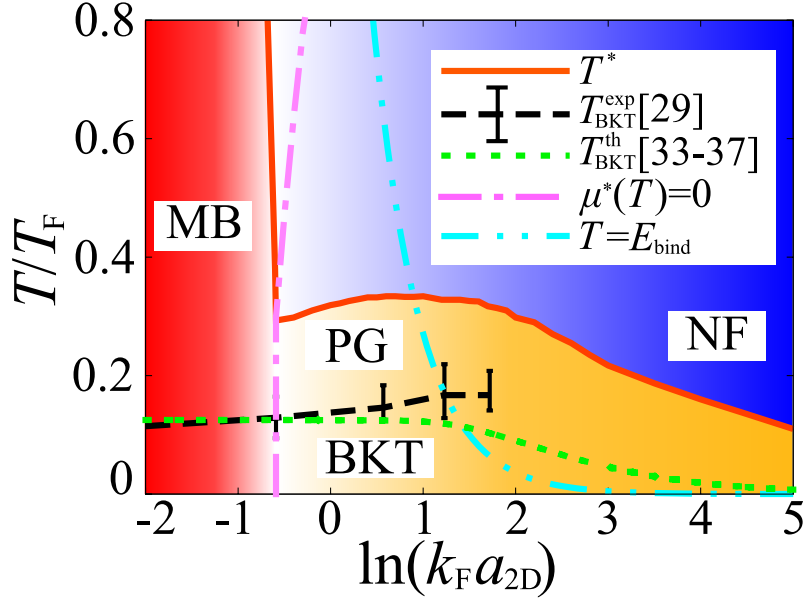 0.8
0.6
0.4
0.2
0
T/T_F
T^*
T_BKT^exp[29]
T_BKT^th[33-37]
μ^*(T)=0
T=E_bind
MB
PG
NF
BKT
-2 -1 0 1 2 3 4 5
ln(k_F a_2D)